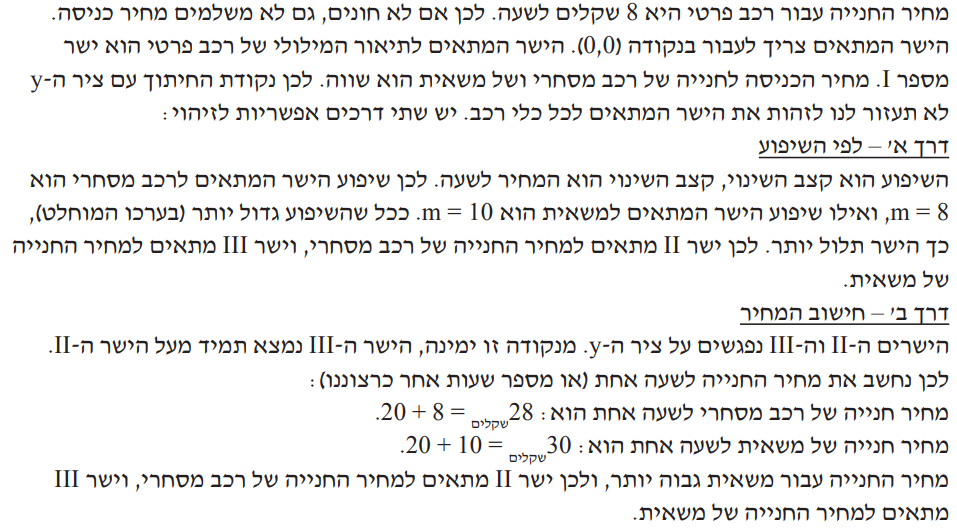 מחיר החנייה עבור רכב פרטי היא 8 שקלים לשעה. לכן אם לא חונים, גם לא משלמים מחיר כניסה.
הישר המתאים צריך לעבור בנקודה (0,0). הישר המתאים לתיאור המילולי של רכב פרטי הוא ישר
מספר I. מחיר הכניסה לחנייה של רכב מסחרי ושל משאית הוא שווה. לכן נקודת החיתוך עם ציר ה-y
לא תעזור לנו לזהות את הישר המתאים לכל כלי רכב. יש שתי דרכים אפשריות לזיהוי:
דרך א׳ – לפי השיפוע
השיפוע הוא קצב השינוי, קצב השינוי הוא המחיר לשעה. לכן שיפוע הישר המתאים לרכב מסחרי הוא
m = 8, ואילו שיפוע הישר המתאים למשאית הוא m = 10. ככל שהשיפוע גדול יותר (בערכו המוחלט),
כך הישר תלול יותר. לכן ישר II מתאים למחיר החנייה של רכב מסחרי, וישר III מתאים למחיר החנייה
של משאית.
דרך ב׳ – חישוב המחיר
הישרים ה-II וה-III נפגשים על ציר ה-y. מנקודה זו ימינה, הישר ה-III נמצא תמיד מעל הישר ה-II.
לכן נחשב את מחיר החנייה לשעה אחת (או מספר שעות אחר כרצוננו):
מחיר חנייה של רכב מסחרי לשעה אחת הוא: 20 + 8 = 28שקלים.
מחיר חנייה של משאית לשעה אחת הוא: 20 + 10 = 30שקלים.
מחיר החנייה עבור משאית גבוה יותר, ולכן ישר II מתאים למחיר החנייה של רכב מסחרי, וישר III
מתאים למחיר החנייה של משאית.